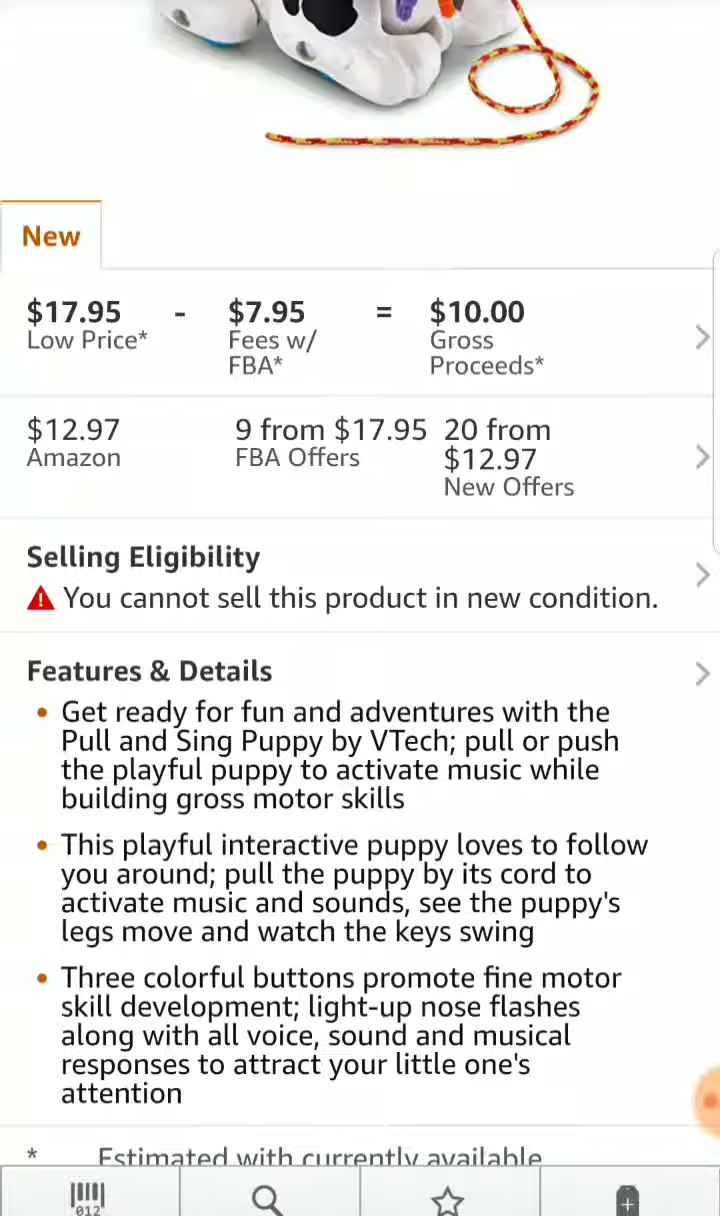 New
$17.95 - $7.95 = $10.00
Low Price* Fees w/ FBA* Gross Proceeds*
$12.97 9 from $17.95 20 from $12.97
Amazon FBA Offers New Offers
Selling Eligibility
You cannot sell this product in new condition.
Features & Details
• Get ready for fun and adventures with the
Pull and Sing Puppy by VTech; pull or push
the playful puppy to activate music while
building gross motor skills
• This playful interactive puppy loves to follow
you around; pull the puppy by its cord to
activate music and sounds, see the puppy's
legs move and watch the keys swing
• Three colorful buttons promote fine motor
skill development; light-up nose flashes
along with all voice, sound and musical
responses to attract your little one's
attention
* Estimated with currently available
012